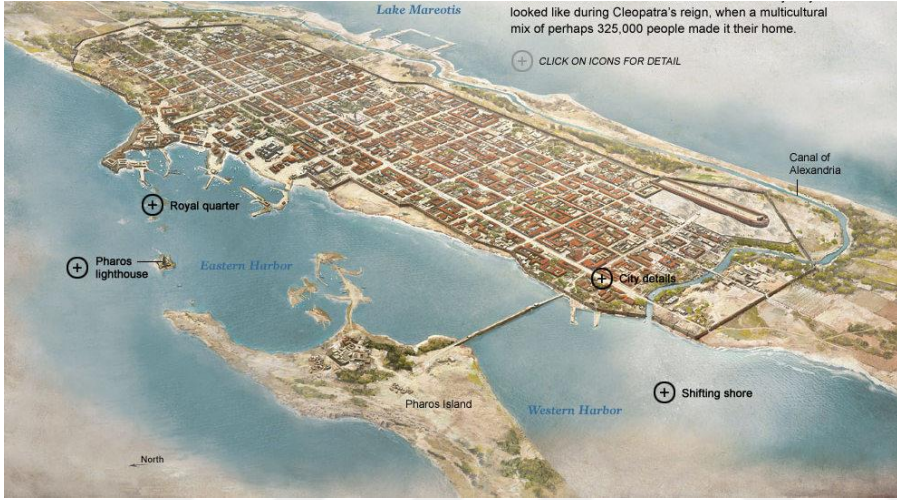 Lake Mareotis
looked like during Cleopatra's reign, when a multicultural
mix of perhaps 325,000 people made it their home.
CLICK ON ICONS FOR DETAIL
Canal of
Alexandria
Royal quarter
Pharos
lighthouse
Eastern Harbor
City details
Shifting shore
Pharos Island
Western Harbor
North